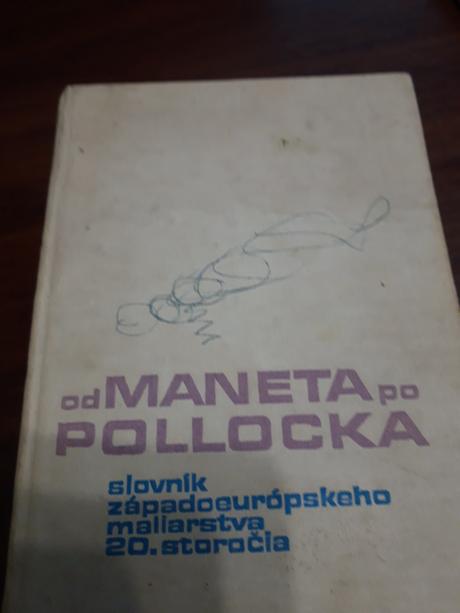 od MANETA po
POLLOCKA
slovník
západoeurópskeho
maliarstva
20. storočia